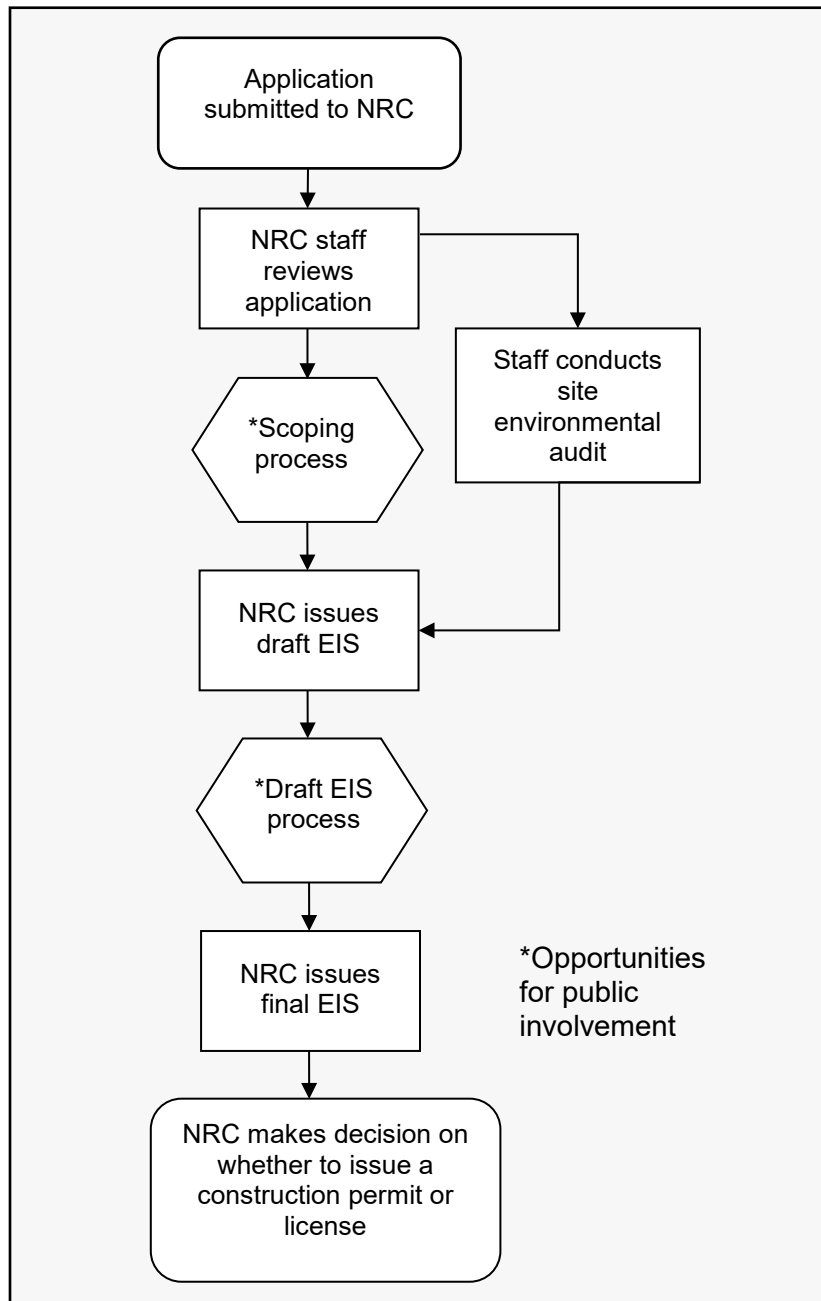 Application
submitted to NRC
NRC staff
reviews
application
Staff conducts
site
environmental
audit
*Scoping
process
NRC issues
draft EIS
*Draft EIS
process
NRC issues
final EIS
*Opportunities
for public
involvement
NRC makes decision on
whether to issue a
construction permit or
license